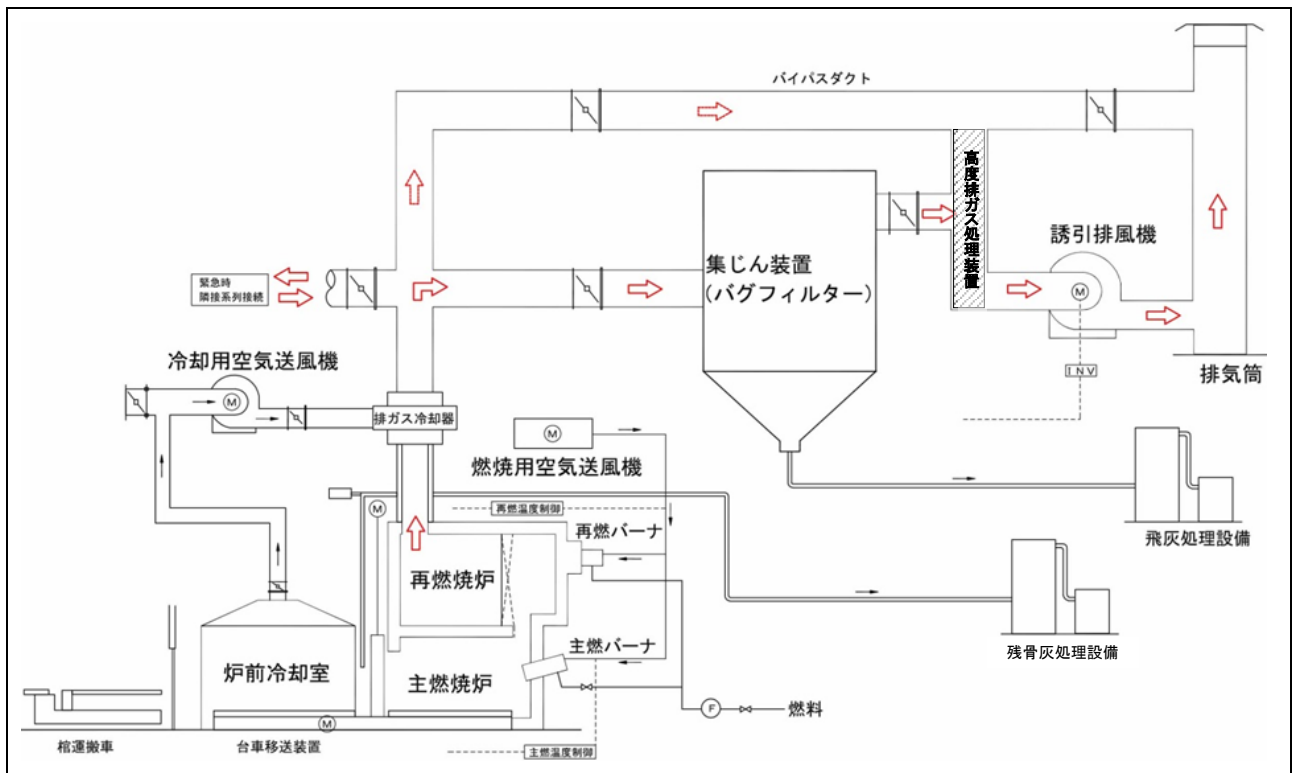 バイパスダクト
高度排ガス処理装置
誘引排風機
M
INV
排気筒
集じん装置
(バグフィルター)
緊急時
隣接系列接続
冷却用空気送風機
M
排ガス冷却器
M
燃焼用空気送風機
再燃温度制御
M
再燃バーナ
再燃焼炉
飛灰処理設備
主燃バーナ
残骨灰処理設備
炉前冷却室
主燃焼炉
F
燃料
M
棺運搬車
台車移送装置
主燃温度制御